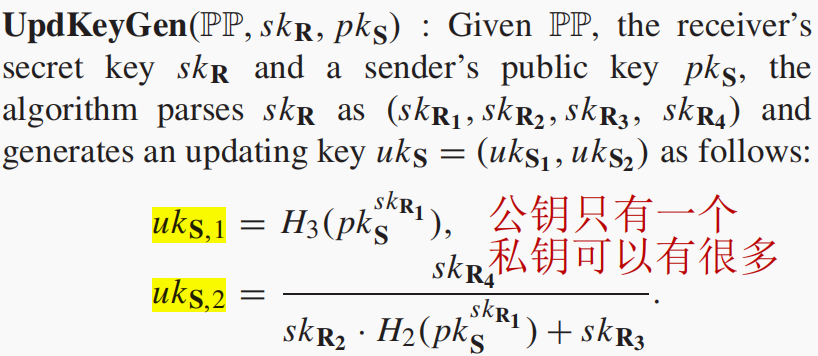 UpdKeyGen(ℙℙ, sk_R, pk_S) : Given ℙℙ, the receiver's
secret key sk_R and a sender's public key pk_S, the
algorithm parses sk_R as (sk_R₁, sk_R₂, sk_R₃, sk_R₄) and
generates an updating key uk_S = (uk_S₁, uk_S₂) as follows:
uk_S,1 = H₃(pk_S^{sk_R₁}),
公钥只有一个
私钥可以有很多
uk_S,2 = sk_R₄ / (sk_R₂ · H₂(pk_S^{sk_R₁}) + sk_R₃).